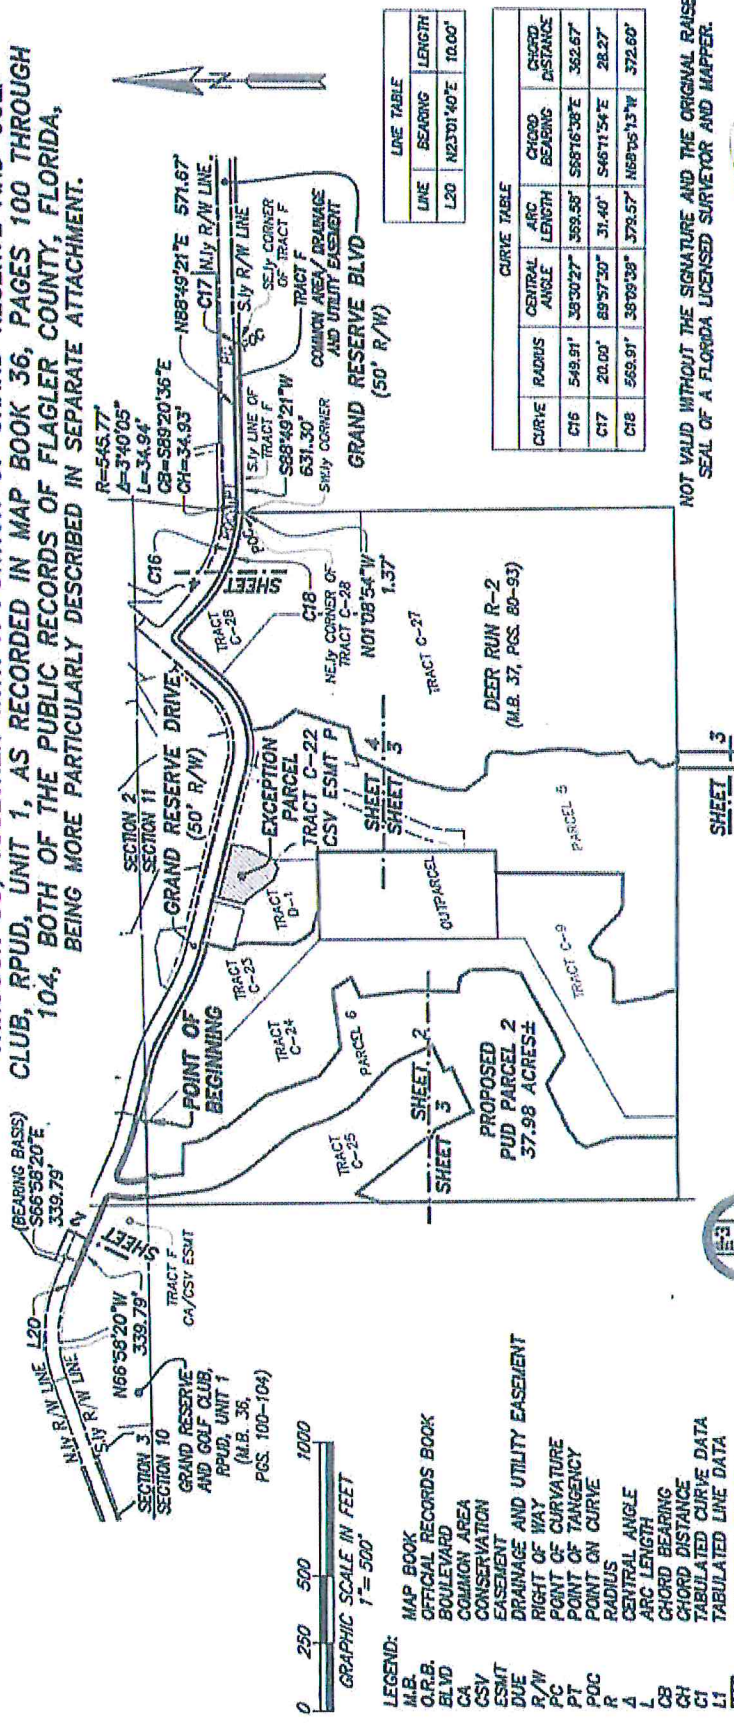 CLUB, RPUD, UNIT 1, AS RECORDED IN MAP BOOK 36, PAGES 100 THROUGH
104, BOTH OF THE PUBLIC RECORDS OF FLAGLER COUNTY, FLORIDA,
BEING MORE PARTICULARLY DESCRIBED IN SEPARATE ATTACHMENT.
(BEARING BASIS)
S66°58'20"E
339.79'
L20
N'ly R/W LINE
S'ly R/W LINE
N66°58'20"W
339.79'
SHEET 2
TRACT F
CA/CSV ESMT
SECTION 3
SECTION 10
GRAND RESERVE
AND GOLF CLUB,
RPUD, UNIT 1
(M.B. 36,
PGS. 100-104)
POINT OF
BEGINNING
SECTION 2
SECTION 11
GRAND RESERVE DRIVE
(50' R/W)
EXCEPTION
PARCEL
TRACT C-22
CSV ESMT P
TRACT
D-1
TRACT
C-23
TRACT
C-24
PARCEL 6
TRACT
C-25
SHEET 2
SHEET 3
PROPOSED
PUD PARCEL 2
37.98 ACRES±
OUTPARCEL
TRACT C-9
PARCEL 5
SHEET 4
SHEET 3
SHEET 3
TRACT
C-26
C16
SHEET
C18
NE'ly CORNER OF
TRACT C-28
N01°08'54"W
1.37'
TRACT C-27
DEER RUN R-2
(M.B. 37, PGS. 80-93)
R=545.77'
Δ=3°40'05"
L=34.94'
CB=S89°20'36"E
CH=34.93'
N88°49'21"E 571.67'
C17
N'ly R/W LINE
S'ly R/W LINE
PC
POC
PT
POC
SE'ly CORNER
OF TRACT F
S'ly LINE OF
TRACT F
TRACT F
COMMON AREA/DRAINAGE
AND UTILITY EASEMENT
S88°49'21"W
631.30'
SW'ly CORNER
GRAND RESERVE BLVD
(50' R/W)
LINE TABLE
LINE BEARING LENGTH
L20 N23°01'40"E 10.00'
CURVE TABLE
CURVE RADIUS CENTRAL ANGLE ARC LENGTH CHORD BEARING CHORD DISTANCE
C16 549.91' 38°30'27" 369.58' S68°16'38"E 362.67'
C17 20.00' 89°57'30" 31.40' S46°11'54"E 28.27'
C18 569.91' 38°09'38" 379.57' N68°05'13"W 372.60'
NOT VALID WITHOUT THE SIGNATURE AND THE ORIGINAL RAISE
SEAL OF A FLORIDA LICENSED SURVEYOR AND MAPPER.
0 250 500 1000
GRAPHIC SCALE IN FEET
1"= 500'
LEGEND:
M.B. MAP BOOK
O.R.B. OFFICIAL RECORDS BOOK
BLVD BOULEVARD
CA COMMON AREA
CSV CONSERVATION
ESMT EASEMENT
DUE DRAINAGE AND UTILITY EASEMENT
R/W RIGHT OF WAY
PC POINT OF CURVATURE
PT POINT OF TANGENCY
POC POINT ON CURVE
R RADIUS
Δ CENTRAL ANGLE
L ARC LENGTH
CB CHORD BEARING
CH CHORD DISTANCE
C1 TABULATED CURVE DATA
L1 TABULATED LINE DATA